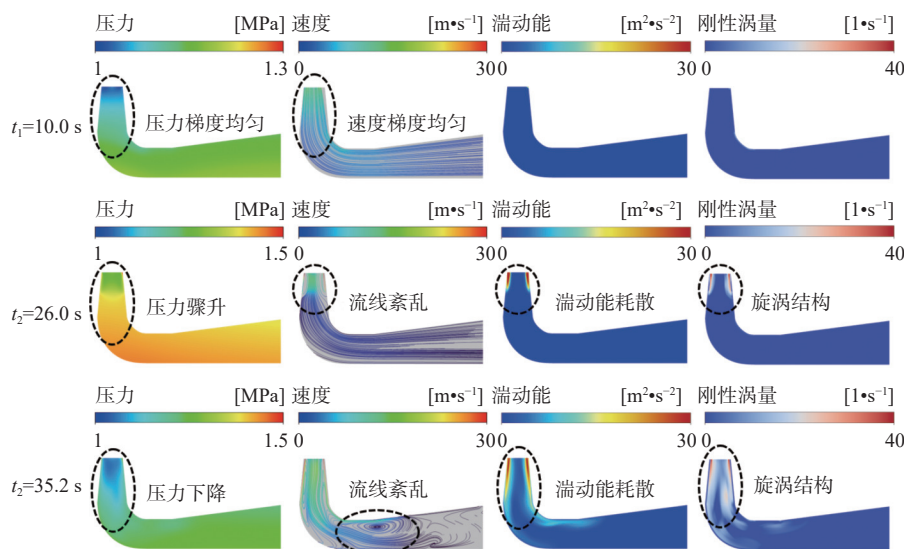 压力 [MPa] 速度 [m•s⁻¹] 湍动能 [m²•s⁻²] 刚性涡量 [1•s⁻¹]
1 1.3 0 300 30 0 40
t₁=10.0 s 压力梯度均匀 速度梯度均匀
压力 [MPa] 速度 [m•s⁻¹] 湍动能 [m²•s⁻²] 刚性涡量 [1•s⁻¹]
1 1.5 0 300 30 0 40
t₂=26.0 s 压力骤升 流线紊乱 湍动能耗散 旋涡结构
压力 [MPa] 速度 [m•s⁻¹] 湍动能 [m²•s⁻²] 刚性涡量 [1•s⁻¹]
1 1.5 0 300 30 0 40
t₂=35.2 s 压力下降 流线紊乱 湍动能耗散 旋涡结构